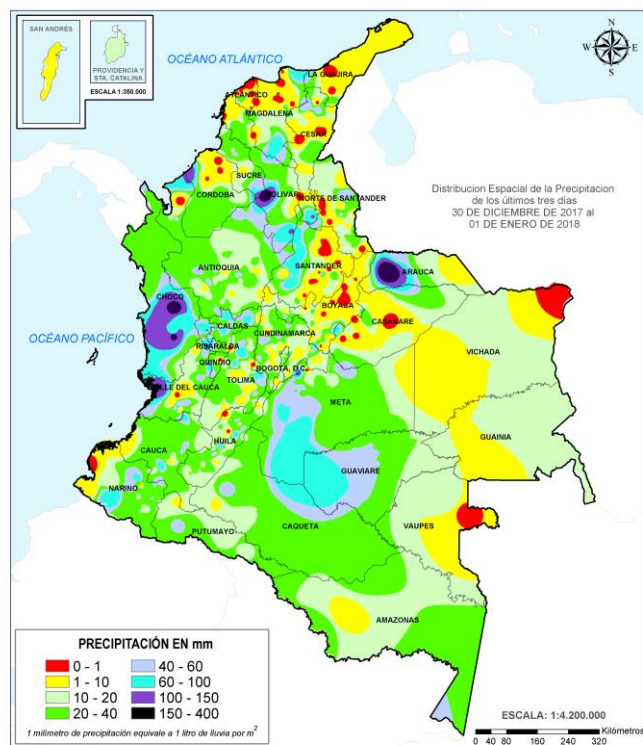 SAN ANDRÉS
PROVIDENCIA Y
STA. CATALINA
ESCALA 1:350.000
N
W
E
S
OCÉANO ATLÁNTICO
LA GUAJIRA
ATLÁNTICO
MAGDALENA
CESAR
SUCRE
CORDOBA
BOLIVAR
NORTE DE SANTANDER
Distribucion Espacial de la Precipitacion
de los últimos tres días
30 DE DICIEMBRE DE 2017 al
01 DE ENERO DE 2018
ANTIOQUIA
SANTANDER
ARAUCA
CHOCO
BOYACA
CASANARE
OCÉANO PACÍFICO
CALDAS
CUNDINAMARCA
RISARALDA
VICHADA
QUINDIO
BOGOTA, D.C.
TOLIMA
VALLE DEL CAUCA
META
GUAINIA
HUILA
CAUCA
GUAVIARE
NARINO
CAQUETA
VAUPES
PUTUMAYO
AMAZONAS
PRECIPITACIÓN EN mm
0 - 1
40 - 60
1 - 10
60 - 100
10 - 20
100 - 150
20 - 40
150 - 400
1 milimetro de precipitación equivale a 1 litro de lluvia por m2
ESCALA: 1:4.200.000
Kilómetros
0 40 80 160 240 320